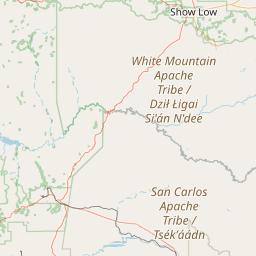 Show Low
White Mountain
Apache
Tribe /
Dził Łigai
Si'án N'dee
San Carlos
Apache
Tribe /
Tsék'áádn